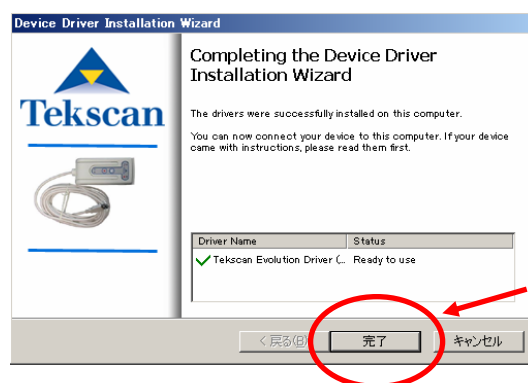 Device Driver Installation Wizard
Tekscan
Completing the Device Driver
Installation Wizard
The drivers were successfully installed on this computer.
You can now connect your device to this computer. If your device
came with instructions, please read them first.
Driver Name Status
Tekscan Evolution Driver (... Ready to use
< 戻る(B) 完了 キャンセル